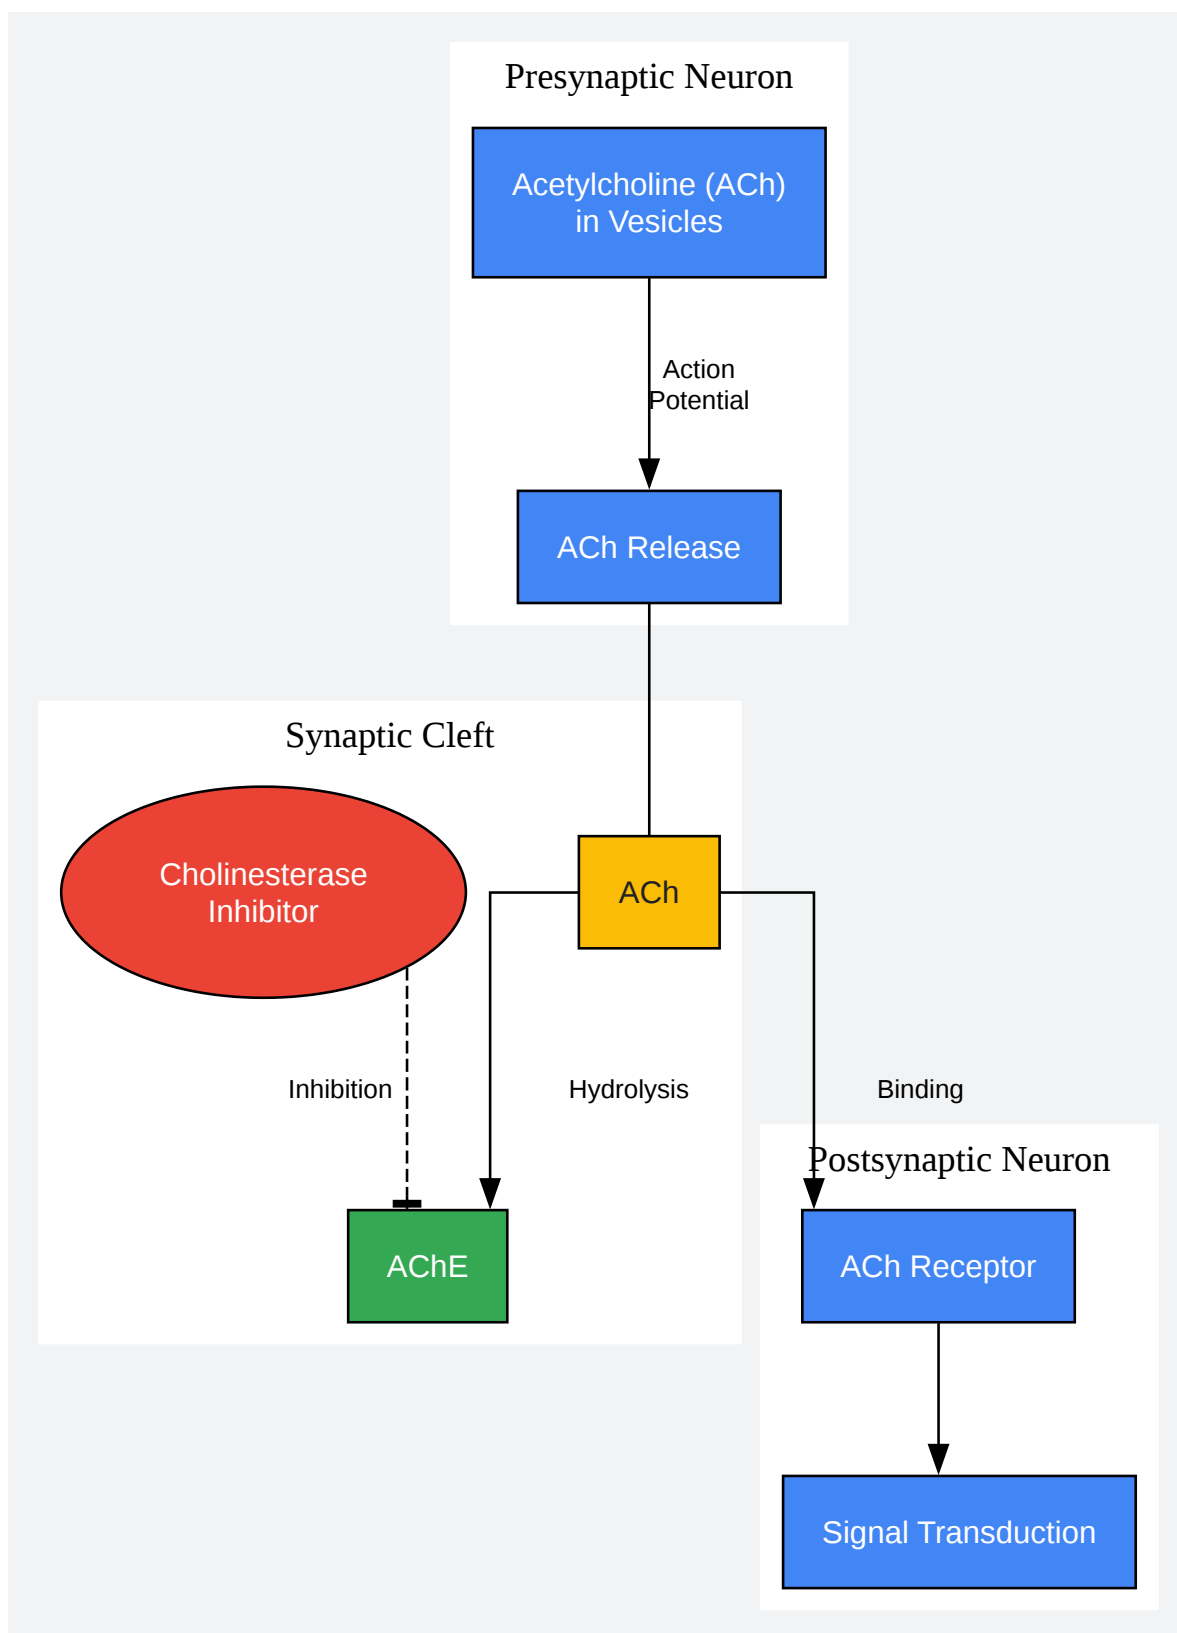 Presynaptic Neuron
Acetylcholine (ACh)
in Vesicles
Action
Potential
ACh Release
Synaptic Cleft
Cholinesterase
Inhibitor
ACh
Inhibition
Hydrolysis
Binding
Postsynaptic Neuron
AChE
ACh Receptor
Signal Transduction